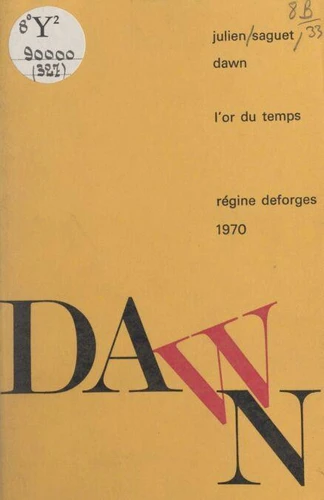 8° Y²
90000
(327)
8B
33
julien/saguet
dawn
l'or du temps
régine deforges
1970
DAWN